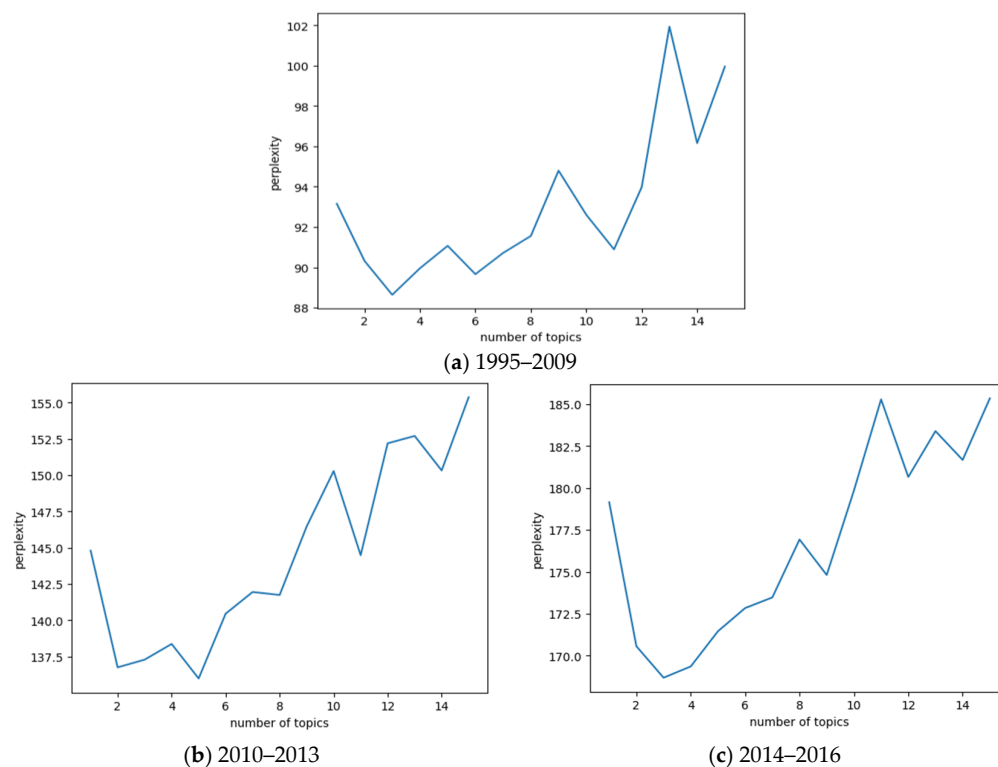 102
100
98
96
94
92
90
88
perplexity
2 4 6 8 10 12 14
number of topics
(a) 1995–2009
155.0
152.5
150.0
147.5
145.0
142.5
140.0
137.5
perplexity
2 4 6 8 10 12 14
number of topics
(b) 2010–2013
185.0
182.5
180.0
177.5
175.0
172.5
170.0
perplexity
2 4 6 8 10 12 14
number of topics
(c) 2014–2016